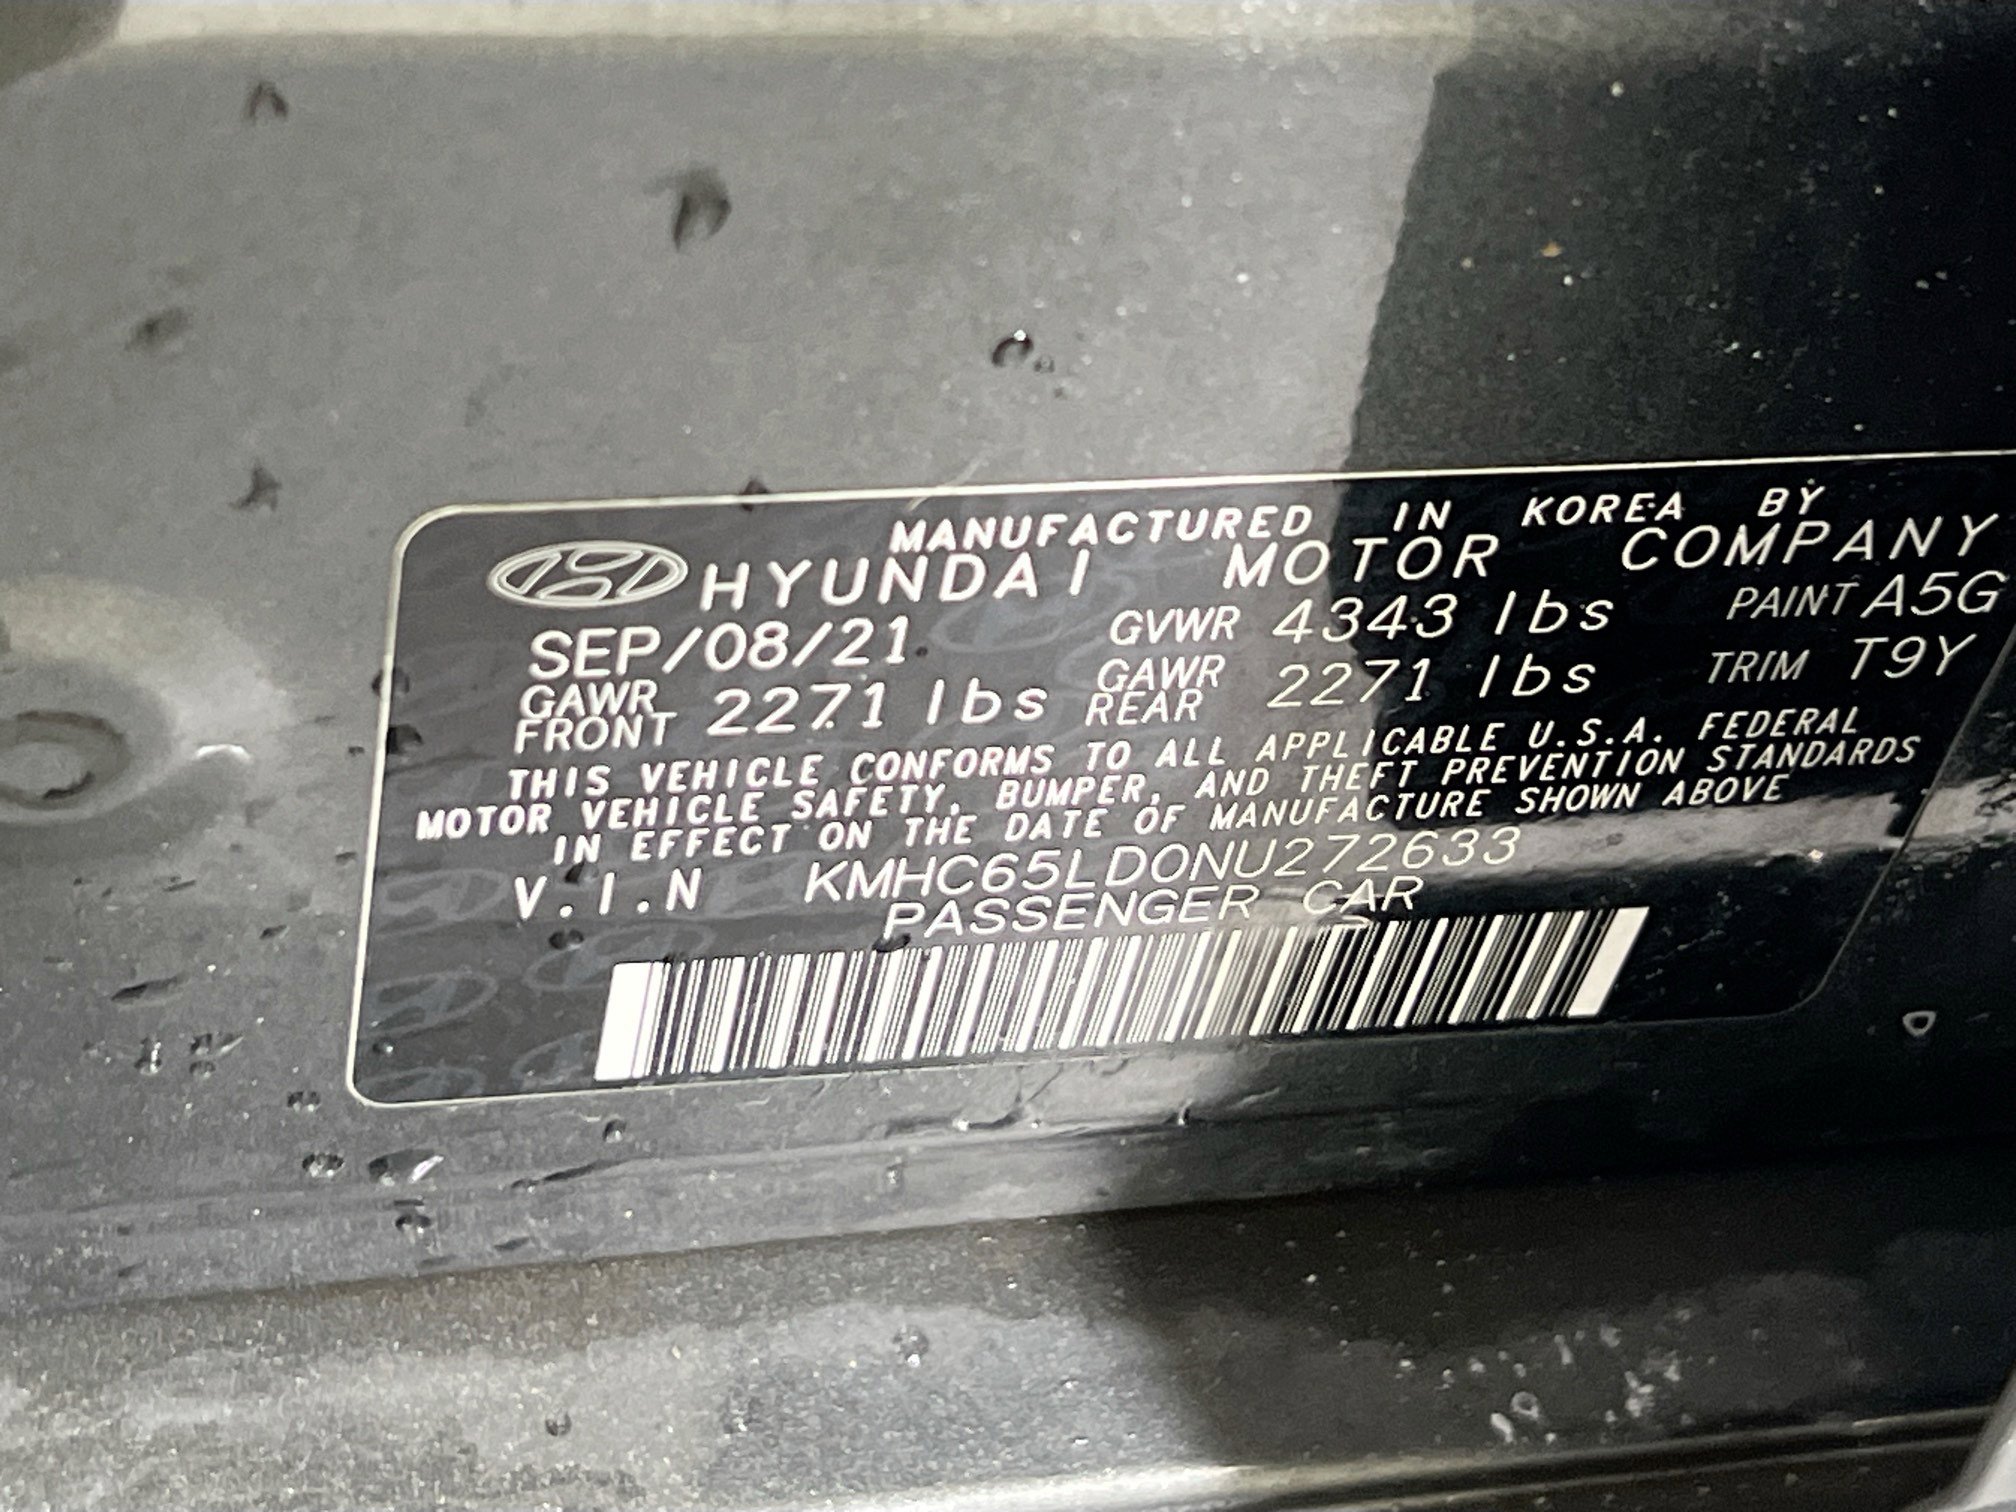 MANUFACTURED IN KOREA BY
HYUNDAI MOTOR COMPANY
SEP/08/21 GVWR 4343 lbs PAINT A5G
GAWR FRONT 2271 lbs GAWR REAR 2271 lbs TRIM T9Y
THIS VEHICLE CONFORMS TO ALL APPLICABLE U.S.A. FEDERAL
MOTOR VEHICLE SAFETY, BUMPER, AND THEFT PREVENTION STANDARDS
IN EFFECT ON THE DATE OF MANUFACTURE SHOWN ABOVE
V.I.N KMHC65LD0NU272633
PASSENGER CAR